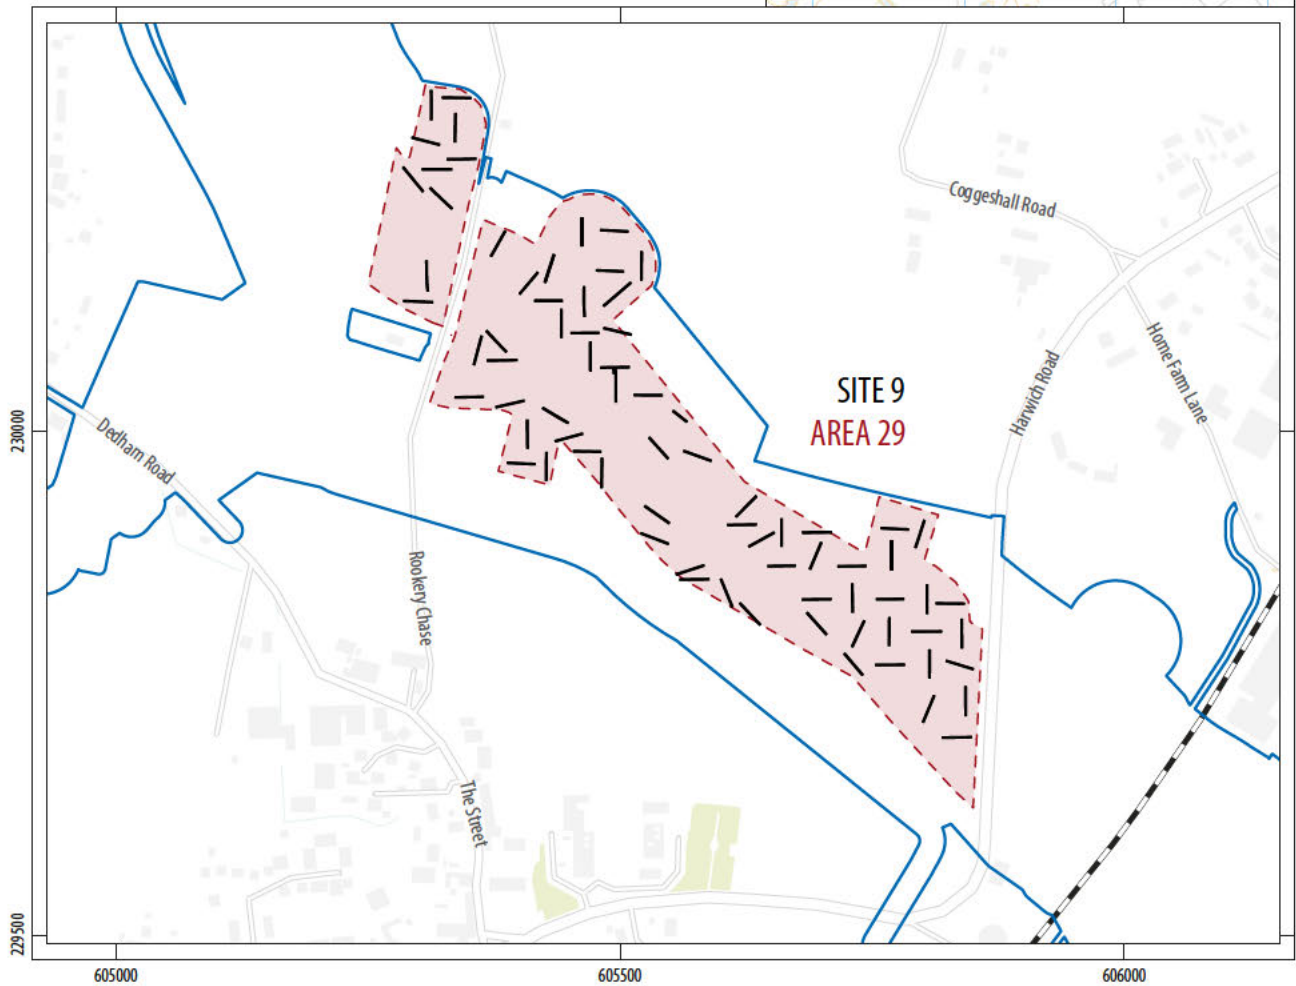 Coggeshall Road
Harwich Road
Home Farm Lane
SITE 9
AREA 29
230000
Dedham Road
Rookery Chase
The Street
229500
605000
605500
606000